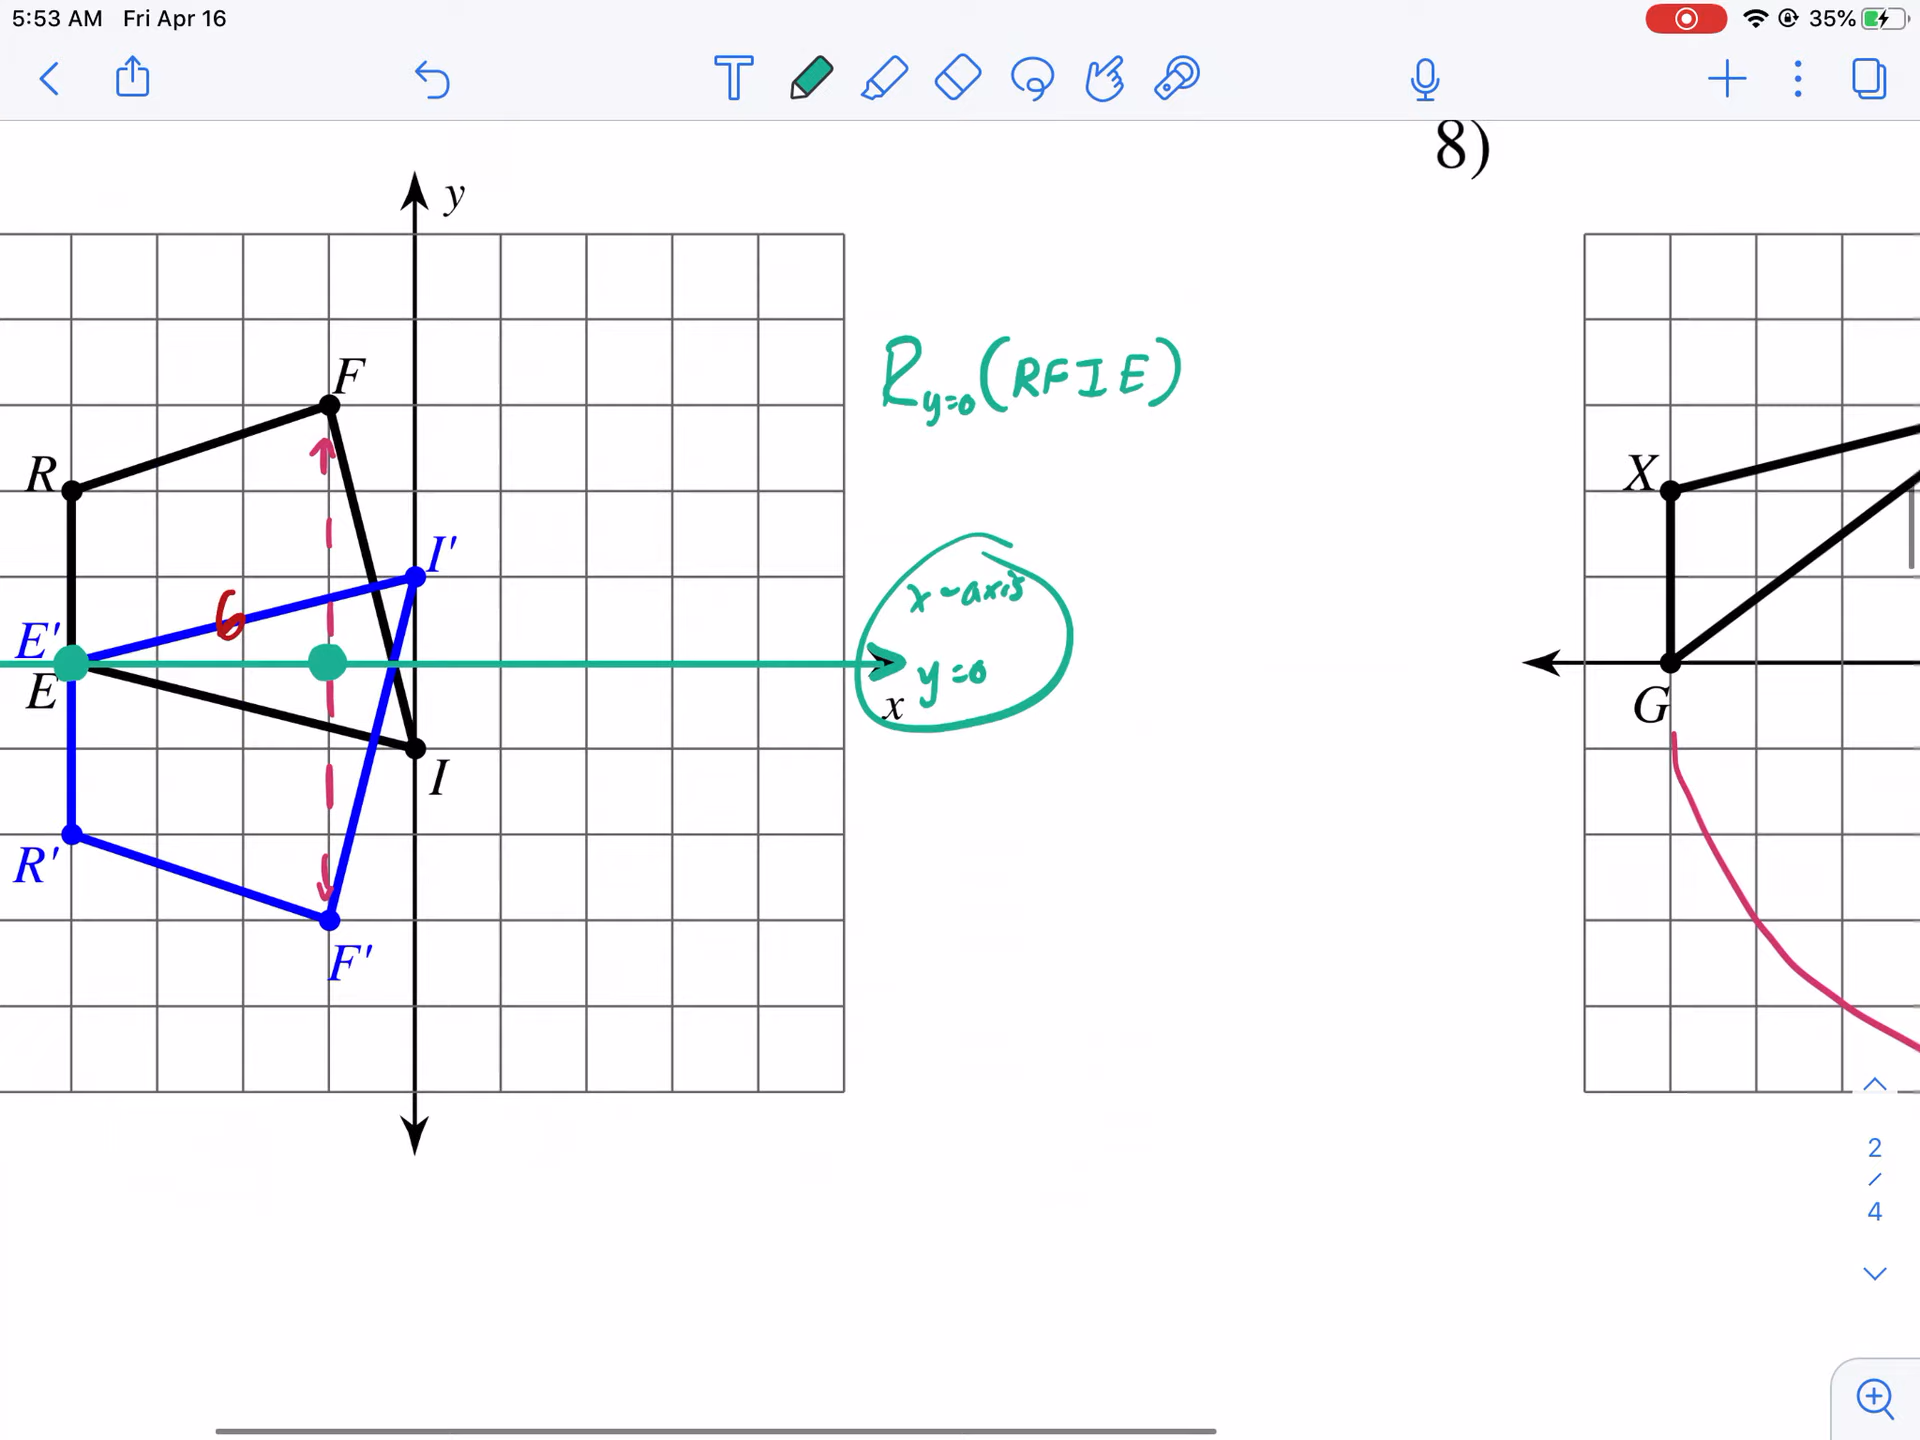 5:53 AM Fri Apr 16
35%
T
8)
y
F
R
R y=0 (RFIE)
X
I'
6
x-axis
E'
E
y=0
x
G
I
R'
F'
2
/
4